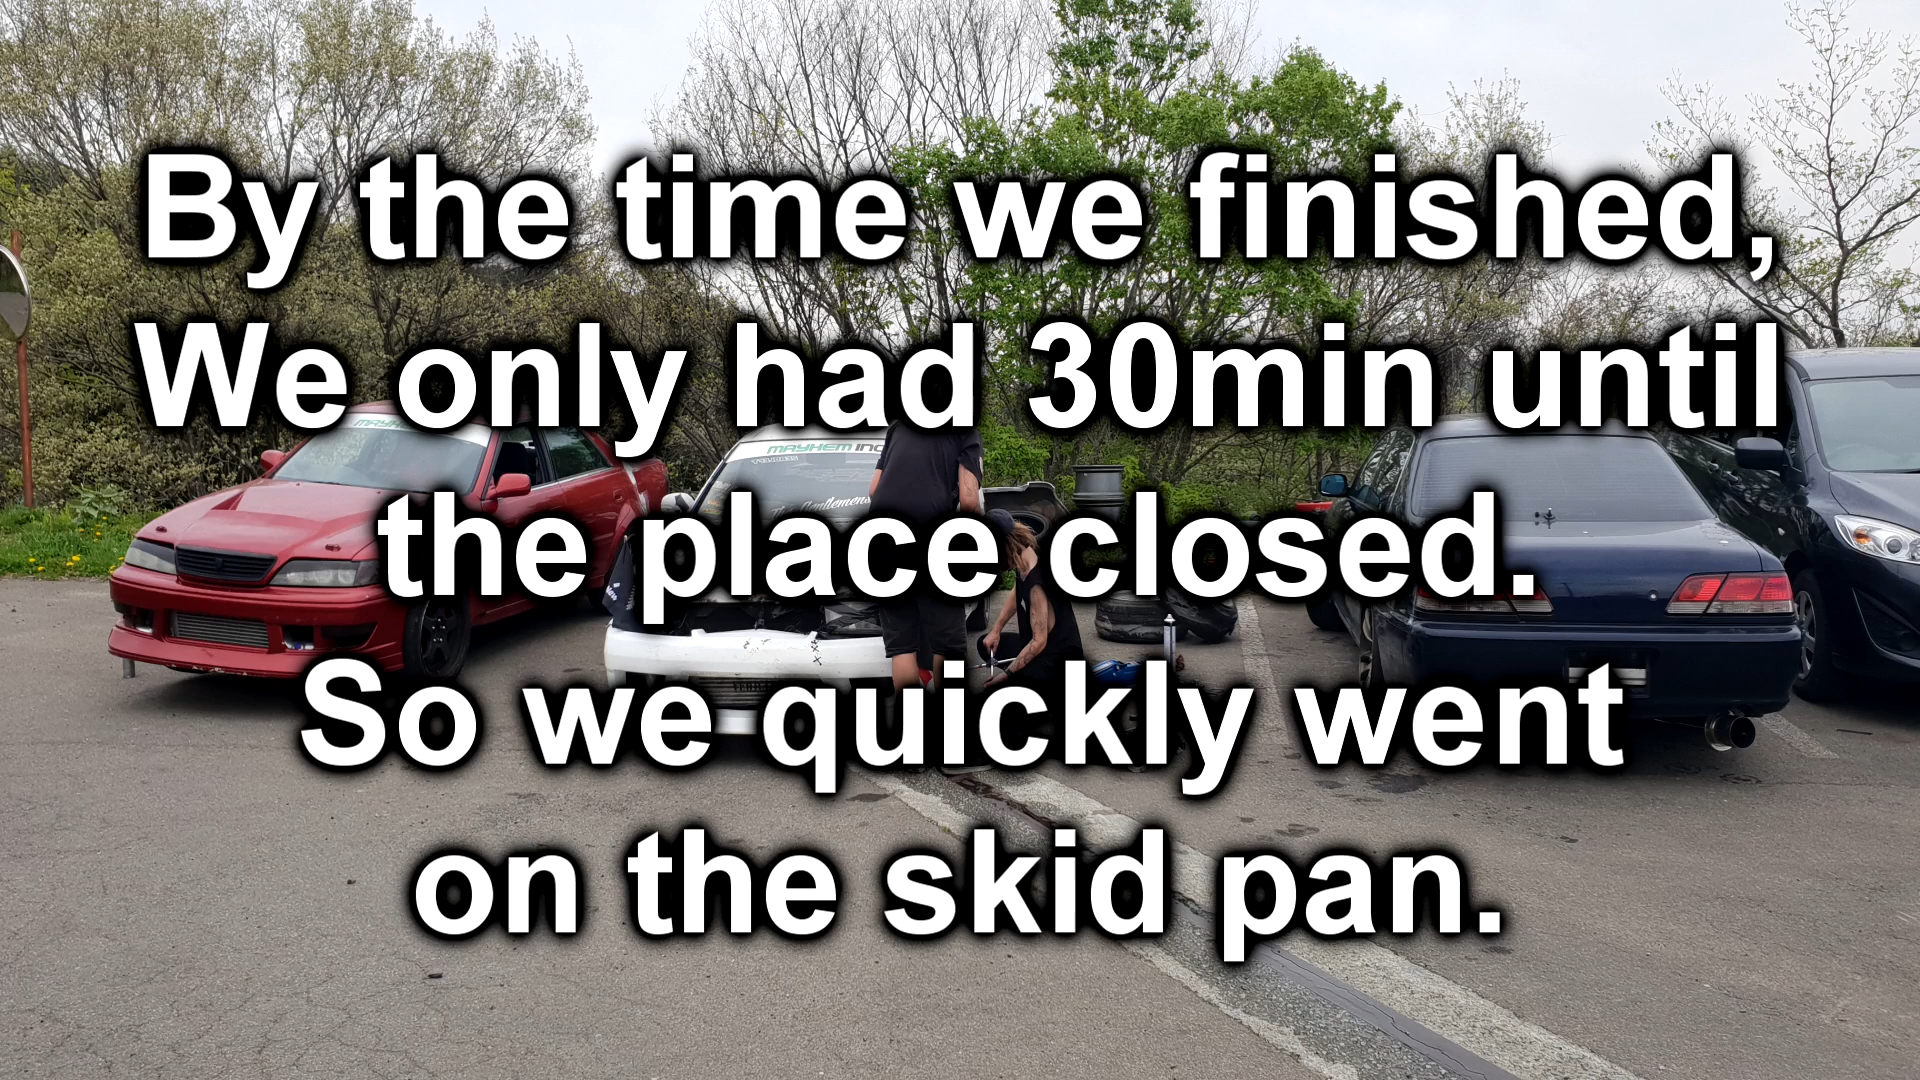 By the time we finished,
We only had 30min until
the place closed.
So we quickly went
on the skid pan.
MAYHEM INC